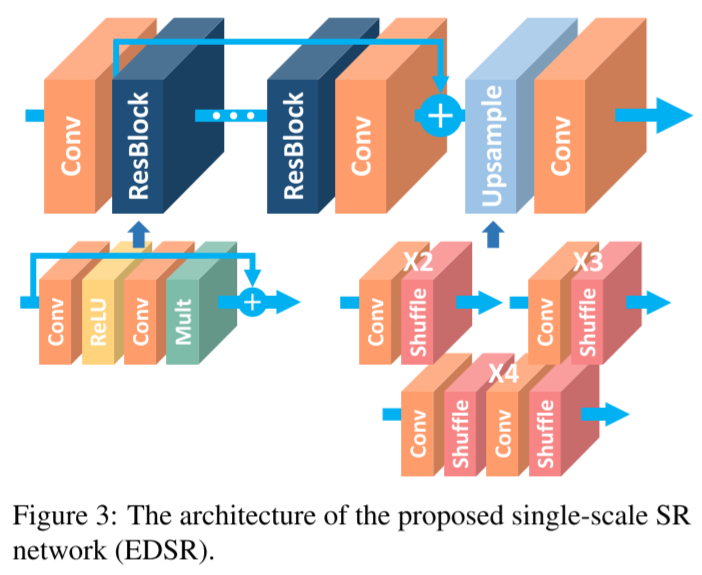 Conv
ResBlock
ResBlock
Conv
+
Upsample
Conv
Conv
ReLU
Conv
Mult
+
X2
Conv
Shuffle
X3
Conv
Shuffle
X4
Conv
Shuffle
Conv
Shuffle
Figure 3: The architecture of the proposed single-scale SR
network (EDSR).